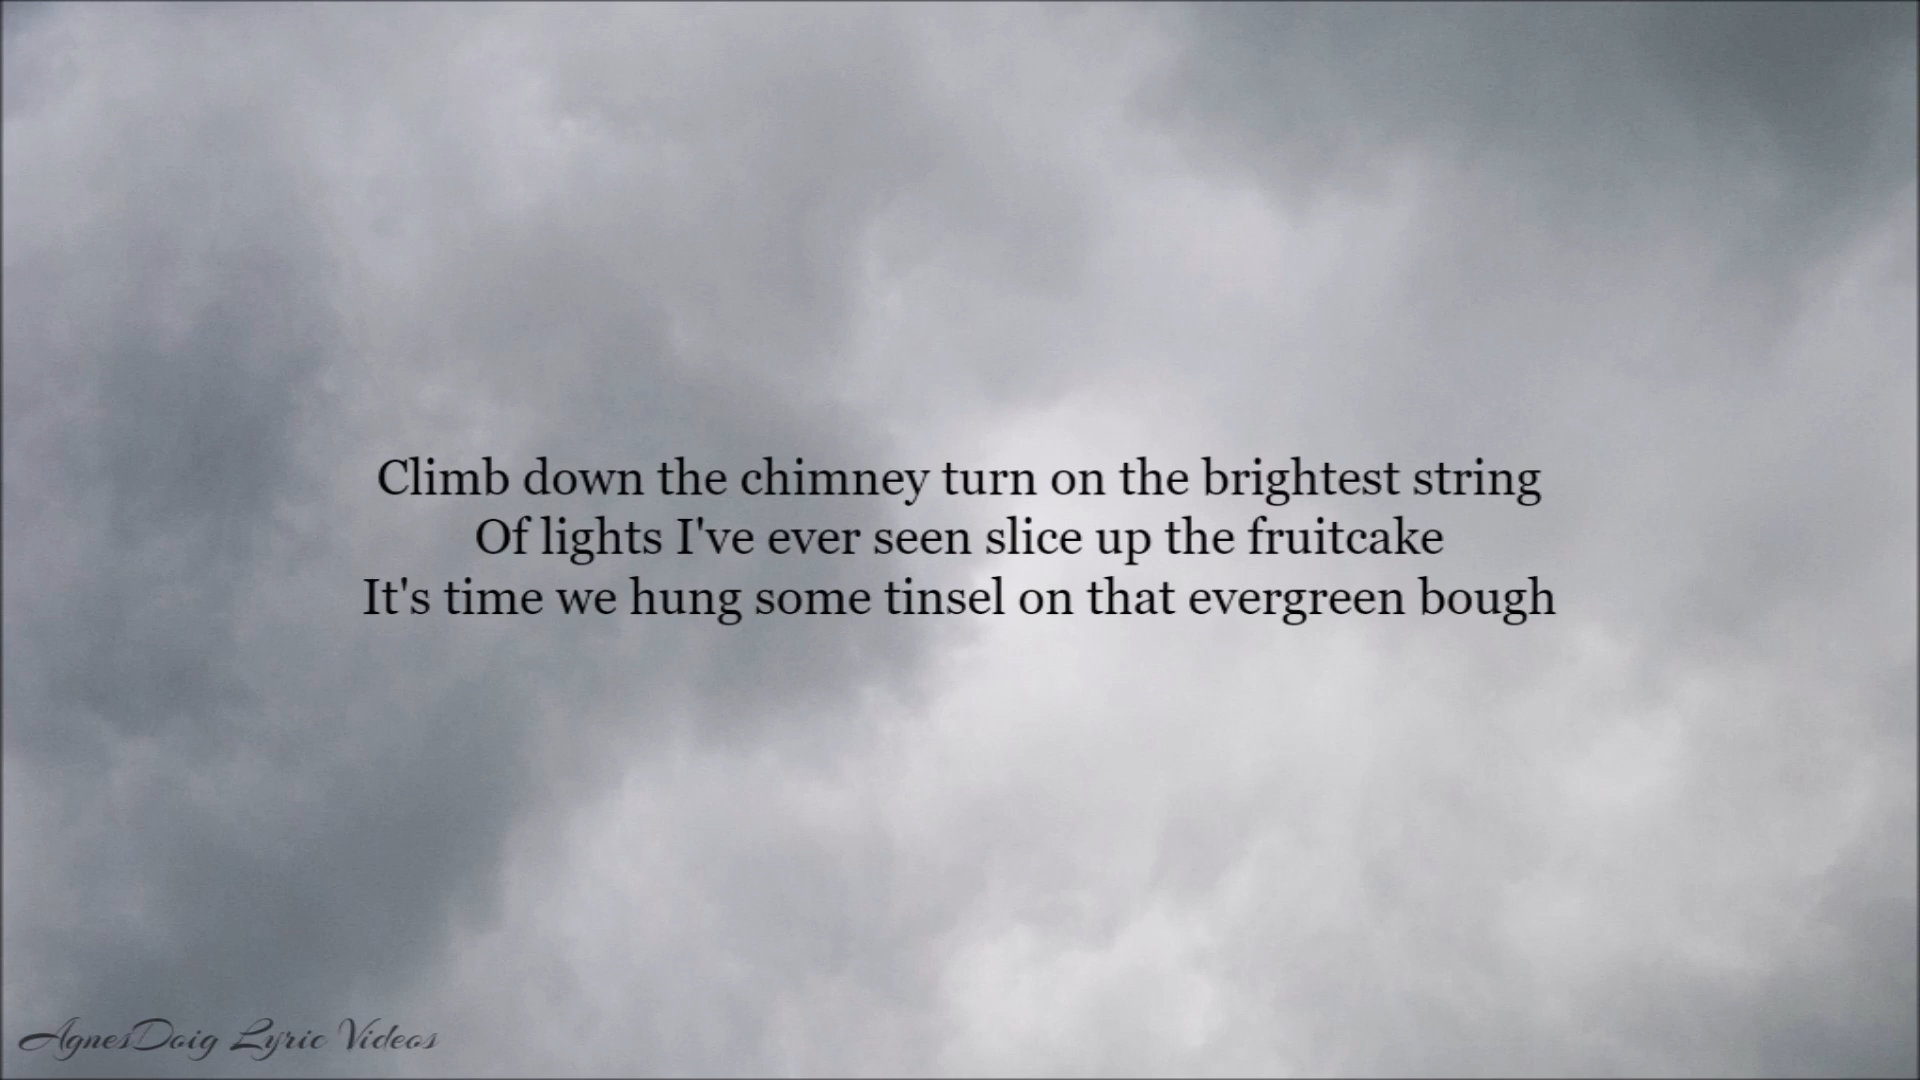 Climb down the chimney turn on the brightest string
Of lights I've ever seen slice up the fruitcake
It's time we hung some tinsel on that evergreen bough
AgnesDoig Lyric Videos